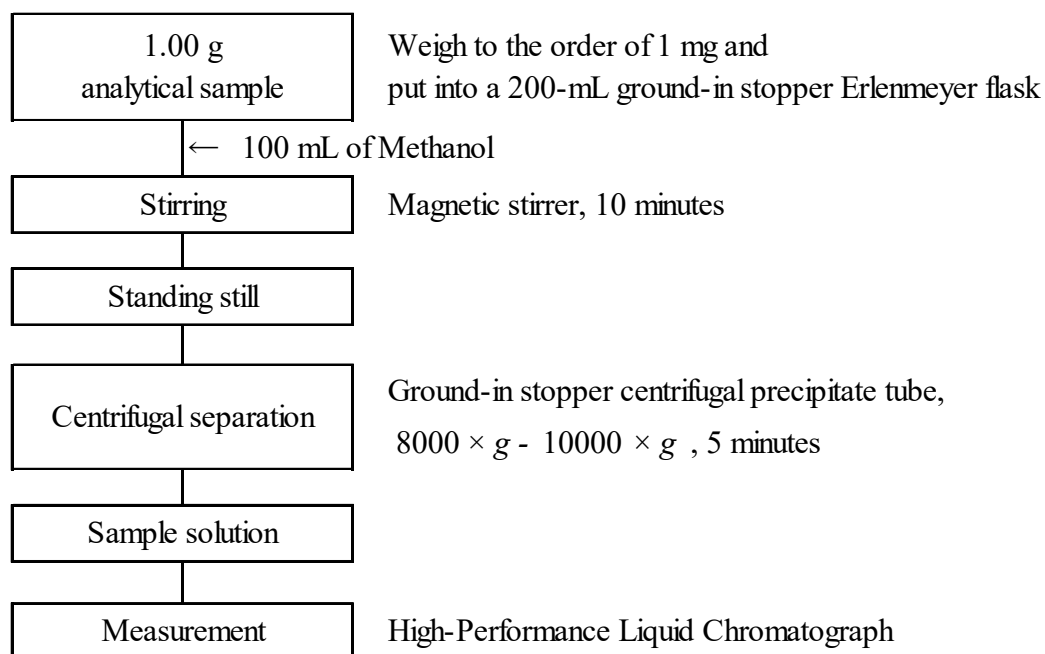 1.00 g
analytical sample
Weigh to the order of 1 mg and
put into a 200-mL ground-in stopper Erlenmeyer flask
← 100 mL of Methanol
Stirring
Magnetic stirrer, 10 minutes
Standing still
Centrifugal separation
Ground-in stopper centrifugal precipitate tube,
8000 × g - 10000 × g , 5 minutes
Sample solution
Measurement
High-Performance Liquid Chromatograph